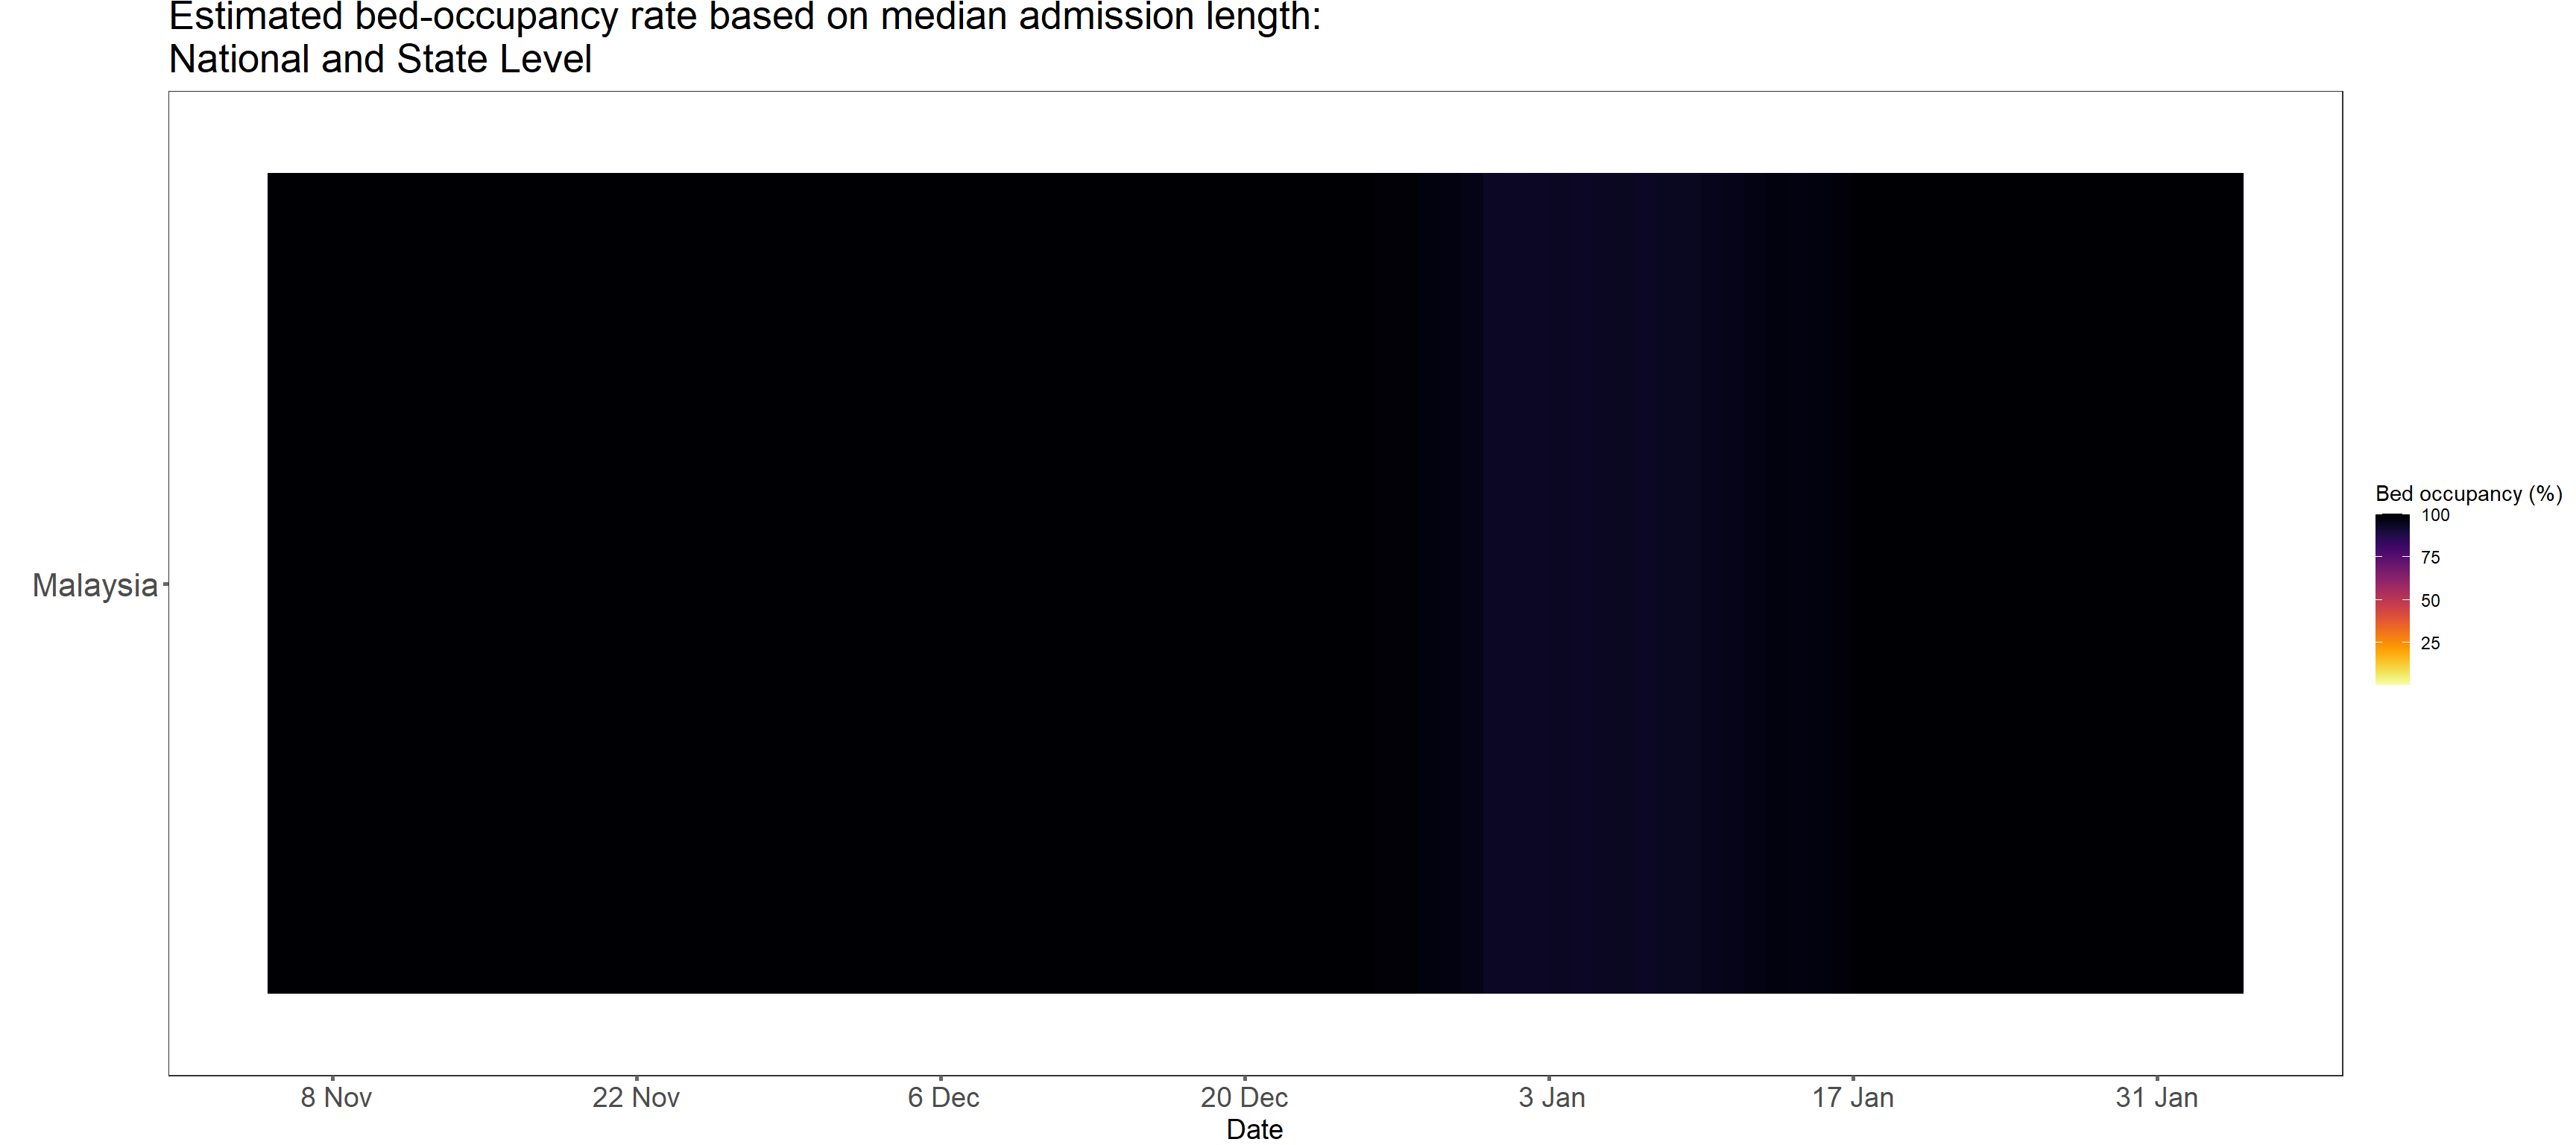 Estimated bed-occupancy rate based on median admission length:
National and State Level
Malaysia
Bed occupancy (%)
100
75
50
25
8 Nov
22 Nov
6 Dec
20 Dec
3 Jan
17 Jan
31 Jan
Date